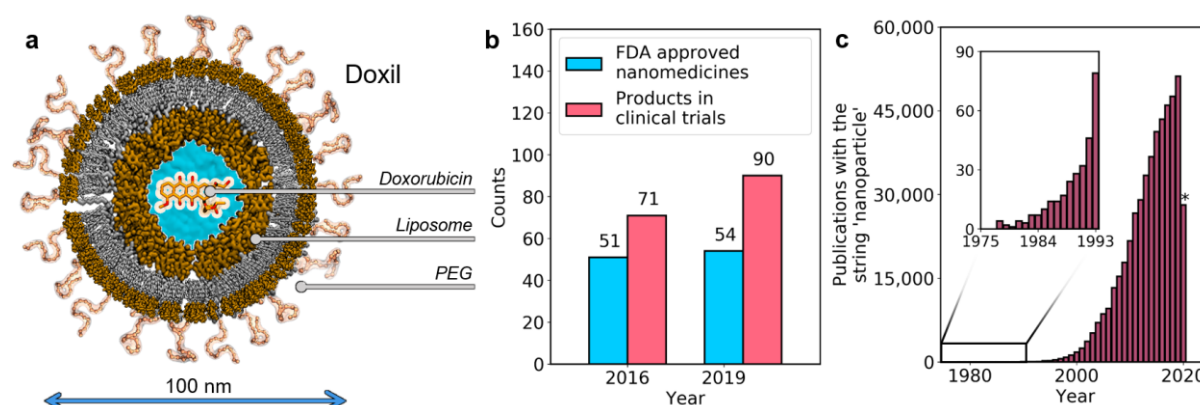 a
Doxil
Doxorubicin
Liposome
PEG
100 nm
b
160
140
120
100
80
60
40
20
0
Counts
FDA approved
nanomedicines
Products in
clinical trials
51
71
54
90
2016
2019
Year
c
60,000
45,000
30,000
15,000
0
Publications with the
string 'nanoparticle'
90
60
30
0
1975
1984
1993
*
1980
2000
2020
Year